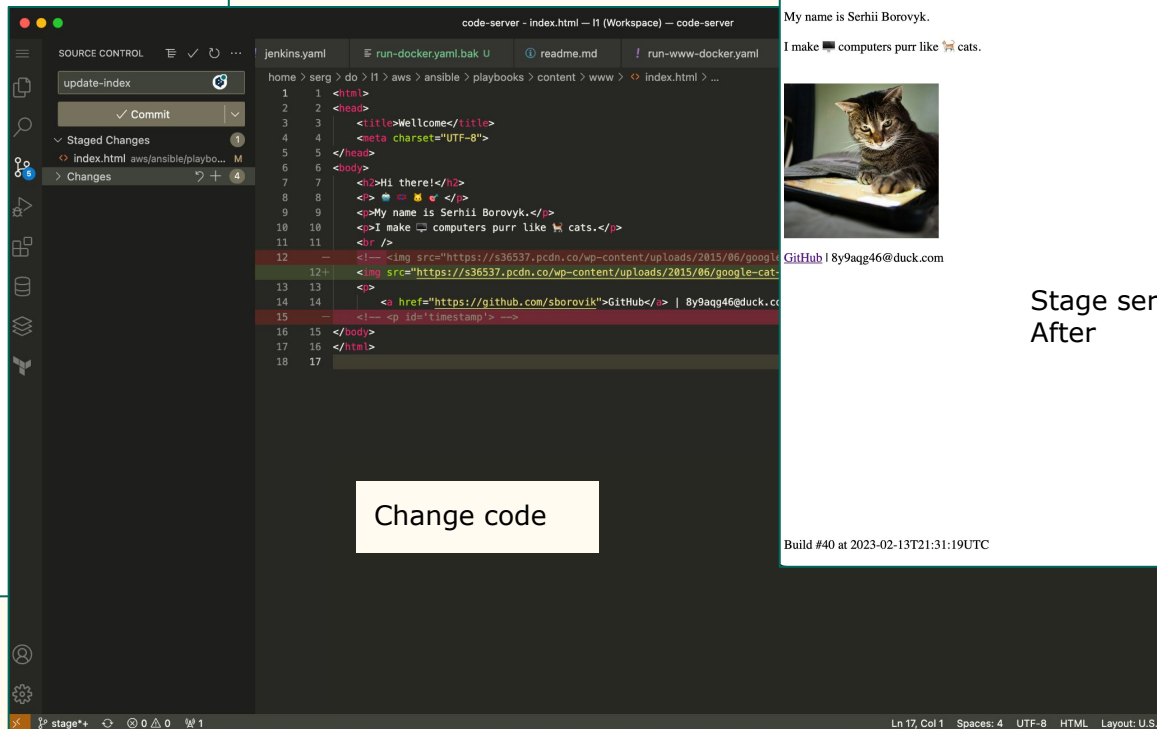 code-server - index.html — l1 (Workspace) — code-server
SOURCE CONTROL
update-index
Commit
Staged Changes 1
index.html aws/ansible/playbo... M
Changes 4
5
jenkins.yaml run-docker.yaml.bak U readme.md ! run-www-docker.yaml
home > serg > do > l1 > aws > ansible > playbooks > content > www > index.html > ...
1 1 <html>
2 2 <head>
3 3 <title>Wellcome</title>
4 4 <meta charset="UTF-8">
5 5 </head>
6 6 <body>
7 7 <h2>Hi there!</h2>
8 8 <P> </p>
9 9 <p>My name is Serhii Borovyk.</p>
10 10 <p>I make 🖥 computers purr like 🐈 cats.</p>
11 11 <br />
12 — <!-- <img src="https://s36537.pcdn.co/wp-content/uploads/2015/06/google
12+ <img src="https://s36537.pcdn.co/wp-content/uploads/2015/06/google-cat-
13 13 <p>
14 14 <a href="https://github.com/sborovik">GitHub</a> | 8y9aqg46@duck.co
15 — <!-- <p id='timestamp'> -->
16 15 </body>
17 16 </html>
18 17
Change code
stage*+ 0 0 1
Ln 17, Col 1 Spaces: 4 UTF-8 HTML Layout: U.S.
My name is Serhii Borovyk.
I make 🖥 computers purr like 🐈 cats.
GitHub | 8y9aqg46@duck.com
Build #40 at 2023-02-13T21:31:19UTC
Stage ser
After